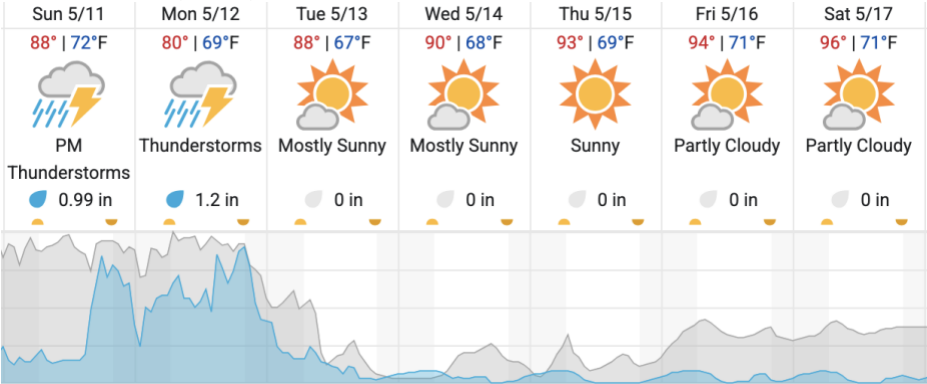 Sun 5/11 Mon 5/12 Tue 5/13 Wed 5/14 Thu 5/15 Fri 5/16 Sat 5/17
88° | 72°F 80° | 69°F 88° | 67°F 90° | 68°F 93° | 69°F 94° | 71°F 96° | 71°F
PM Thunderstorms Mostly Sunny Mostly Sunny Sunny Partly Cloudy Partly Cloudy
Thunderstorms
0.99 in 1.2 in 0 in 0 in 0 in 0 in 0 in